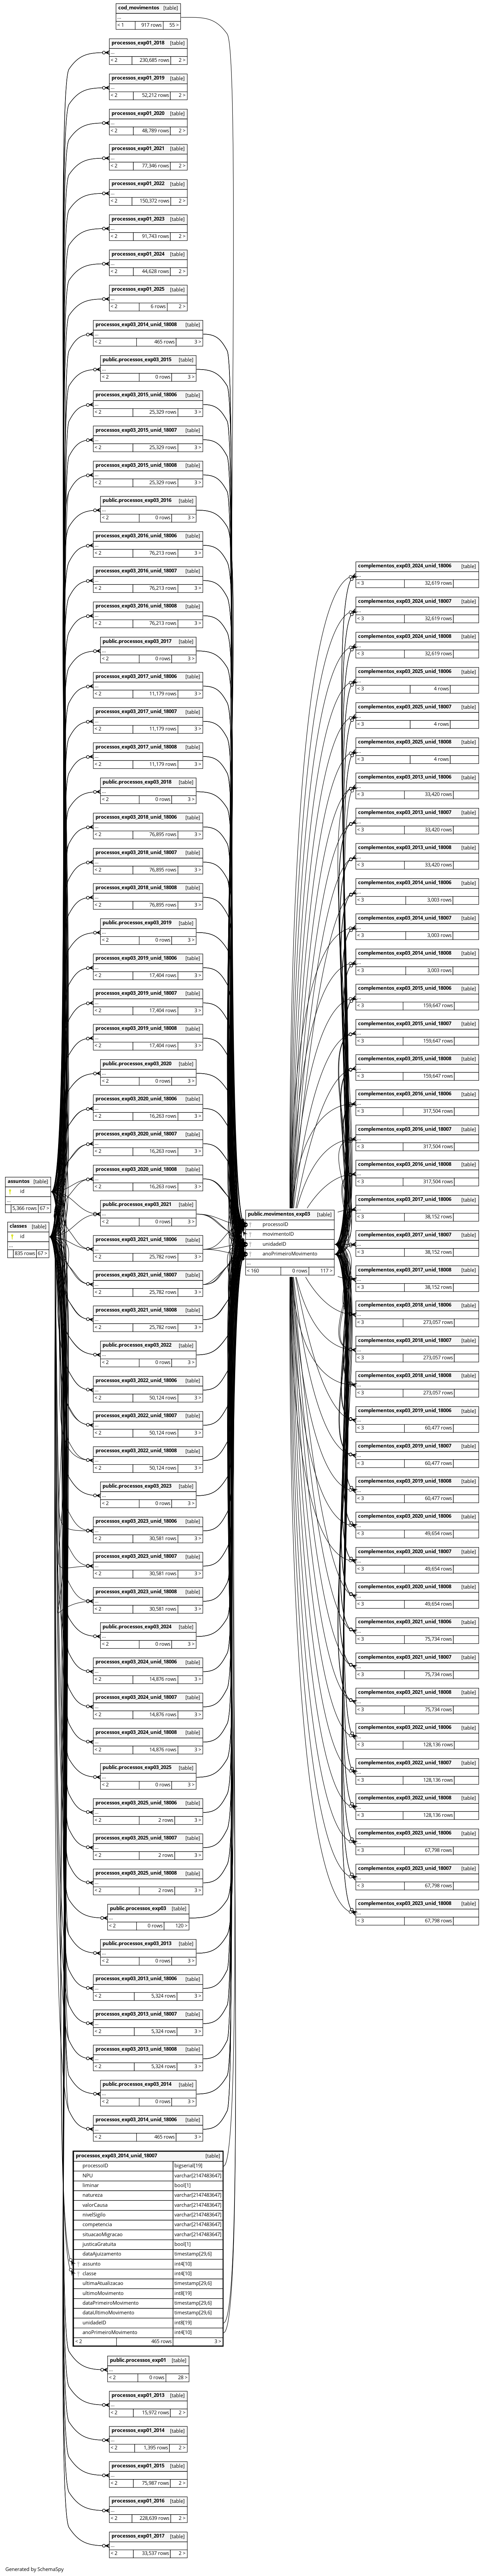 cod_movimentos [table]
...
< 1 917 rows 55 >
processos_exp01_2018 [table]
...
< 2 230,685 rows 2 >
processos_exp01_2019 [table]
...
< 2 52,212 rows 2 >
processos_exp01_2020 [table]
...
< 2 48,789 rows 2 >
processos_exp01_2021 [table]
...
< 2 77,346 rows 2 >
processos_exp01_2022 [table]
...
< 2 150,372 rows 2 >
processos_exp01_2023 [table]
...
< 2 91,743 rows 2 >
processos_exp01_2024 [table]
...
< 2 44,628 rows 2 >
processos_exp01_2025 [table]
...
< 2 6 rows 2 >
processos_exp03_2014_unid_18008 [table]
...
< 2 465 rows 3 >
public.processos_exp03_2015 [table]
...
< 2 0 rows 3 >
processos_exp03_2015_unid_18006 [table]
...
< 2 25,329 rows 3 >
processos_exp03_2015_unid_18007 [table]
...
< 2 25,329 rows 3 >
processos_exp03_2015_unid_18008 [table]
...
< 2 25,329 rows 3 >
public.processos_exp03_2016 [table]
...
< 2 0 rows 3 >
processos_exp03_2016_unid_18006 [table]
...
< 2 76,213 rows 3 >
processos_exp03_2016_unid_18007 [table]
...
< 2 76,213 rows 3 >
processos_exp03_2016_unid_18008 [table]
...
< 2 76,213 rows 3 >
public.processos_exp03_2017 [table]
...
< 2 0 rows 3 >
processos_exp03_2017_unid_18006 [table]
...
< 2 11,179 rows 3 >
processos_exp03_2017_unid_18007 [table]
...
< 2 11,179 rows 3 >
processos_exp03_2017_unid_18008 [table]
...
< 2 11,179 rows 3 >
public.processos_exp03_2018 [table]
...
< 2 0 rows 3 >
processos_exp03_2018_unid_18006 [table]
...
< 2 76,895 rows 3 >
processos_exp03_2018_unid_18007 [table]
...
< 2 76,895 rows 3 >
processos_exp03_2018_unid_18008 [table]
...
< 2 76,895 rows 3 >
public.processos_exp03_2019 [table]
...
< 2 0 rows 3 >
processos_exp03_2019_unid_18006 [table]
...
< 2 17,404 rows 3 >
processos_exp03_2019_unid_18007 [table]
...
< 2 17,404 rows 3 >
processos_exp03_2019_unid_18008 [table]
...
< 2 17,404 rows 3 >
public.processos_exp03_2020 [table]
...
< 2 0 rows 3 >
processos_exp03_2020_unid_18006 [table]
...
< 2 16,263 rows 3 >
processos_exp03_2020_unid_18007 [table]
...
< 2 16,263 rows 3 >
processos_exp03_2020_unid_18008 [table]
...
< 2 16,263 rows 3 >
assuntos [table]
id
...
5,366 rows 67 >
classes [table]
id
...
835 rows 67 >
public.processos_exp03_2021 [table]
...
< 2 0 rows 3 >
processos_exp03_2021_unid_18006 [table]
...
< 2 25,782 rows 3 >
processos_exp03_2021_unid_18007 [table]
...
< 2 25,782 rows 3 >
processos_exp03_2021_unid_18008 [table]
...
< 2 25,782 rows 3 >
public.processos_exp03_2022 [table]
...
< 2 0 rows 3 >
processos_exp03_2022_unid_18006 [table]
...
< 2 50,124 rows 3 >
processos_exp03_2022_unid_18007 [table]
...
< 2 50,124 rows 3 >
processos_exp03_2022_unid_18008 [table]
...
< 2 50,124 rows 3 >
public.processos_exp03_2023 [table]
...
< 2 0 rows 3 >
processos_exp03_2023_unid_18006 [table]
...
< 2 30,581 rows 3 >
processos_exp03_2023_unid_18007 [table]
...
< 2 30,581 rows 3 >
processos_exp03_2023_unid_18008 [table]
...
< 2 30,581 rows 3 >
public.processos_exp03_2024 [table]
...
< 2 0 rows 3 >
processos_exp03_2024_unid_18006 [table]
...
< 2 14,876 rows 3 >
processos_exp03_2024_unid_18007 [table]
...
< 2 14,876 rows 3 >
processos_exp03_2024_unid_18008 [table]
...
< 2 14,876 rows 3 >
public.processos_exp03_2025 [table]
...
< 2 0 rows 3 >
processos_exp03_2025_unid_18006 [table]
...
< 2 2 rows 3 >
processos_exp03_2025_unid_18007 [table]
...
< 2 2 rows 3 >
processos_exp03_2025_unid_18008 [table]
...
< 2 2 rows 3 >
public.processos_exp03 [table]
...
< 2 0 rows 120 >
public.processos_exp03_2013 [table]
...
< 2 0 rows 3 >
processos_exp03_2013_unid_18006 [table]
...
< 2 5,324 rows 3 >
processos_exp03_2013_unid_18007 [table]
...
< 2 5,324 rows 3 >
processos_exp03_2013_unid_18008 [table]
...
< 2 5,324 rows 3 >
public.processos_exp03_2014 [table]
...
< 2 0 rows 3 >
processos_exp03_2014_unid_18006 [table]
...
< 2 465 rows 3 >
processos_exp03_2014_unid_18007 [table]
processoID bigserial[19]
NPU varchar[2147483647]
liminar bool[1]
natureza varchar[2147483647]
valorCausa varchar[2147483647]
nivelSigilo varchar[2147483647]
competencia varchar[2147483647]
situacaoMigracao varchar[2147483647]
justicaGratuita bool[1]
dataAjuizamento timestamp[29,6]
assunto int4[10]
classe int4[10]
ultimaAtualizacao timestamp[29,6]
ultimoMovimento int8[19]
dataPrimeiroMovimento timestamp[29,6]
dataUltimoMovimento timestamp[29,6]
unidadeID int8[19]
anoPrimeiroMovimento int4[10]
< 2 465 rows 3 >
public.processos_exp01 [table]
...
< 2 0 rows 28 >
processos_exp01_2013 [table]
...
< 2 15,972 rows 2 >
processos_exp01_2014 [table]
...
< 2 1,395 rows 2 >
processos_exp01_2015 [table]
...
< 2 75,987 rows 2 >
processos_exp01_2016 [table]
...
< 2 228,639 rows 2 >
processos_exp01_2017 [table]
...
< 2 33,537 rows 2 >
public.movimentos_exp03 [table]
processoID
movimentoID
unidadeID
anoPrimeiroMovimento
...
< 160 0 rows 117 >
complementos_exp03_2024_unid_18006 [table]
...
< 3 32,619 rows
complementos_exp03_2024_unid_18007 [table]
...
< 3 32,619 rows
complementos_exp03_2024_unid_18008 [table]
...
< 3 32,619 rows
complementos_exp03_2025_unid_18006 [table]
...
< 3 4 rows
complementos_exp03_2025_unid_18007 [table]
...
< 3 4 rows
complementos_exp03_2025_unid_18008 [table]
...
< 3 4 rows
complementos_exp03_2013_unid_18006 [table]
...
< 3 33,420 rows
complementos_exp03_2013_unid_18007 [table]
...
< 3 33,420 rows
complementos_exp03_2013_unid_18008 [table]
...
< 3 33,420 rows
complementos_exp03_2014_unid_18006 [table]
...
< 3 3,003 rows
complementos_exp03_2014_unid_18007 [table]
...
< 3 3,003 rows
complementos_exp03_2014_unid_18008 [table]
...
< 3 3,003 rows
complementos_exp03_2015_unid_18006 [table]
...
< 3 159,647 rows
complementos_exp03_2015_unid_18007 [table]
...
< 3 159,647 rows
complementos_exp03_2015_unid_18008 [table]
...
< 3 159,647 rows
complementos_exp03_2016_unid_18006 [table]
...
< 3 317,504 rows
complementos_exp03_2016_unid_18007 [table]
...
< 3 317,504 rows
complementos_exp03_2016_unid_18008 [table]
...
< 3 317,504 rows
complementos_exp03_2017_unid_18006 [table]
...
< 3 38,152 rows
complementos_exp03_2017_unid_18007 [table]
...
< 3 38,152 rows
complementos_exp03_2017_unid_18008 [table]
...
< 3 38,152 rows
complementos_exp03_2018_unid_18006 [table]
...
< 3 273,057 rows
complementos_exp03_2018_unid_18007 [table]
...
< 3 273,057 rows
complementos_exp03_2018_unid_18008 [table]
...
< 3 273,057 rows
complementos_exp03_2019_unid_18006 [table]
...
< 3 60,477 rows
complementos_exp03_2019_unid_18007 [table]
...
< 3 60,477 rows
complementos_exp03_2019_unid_18008 [table]
...
< 3 60,477 rows
complementos_exp03_2020_unid_18006 [table]
...
< 3 49,654 rows
complementos_exp03_2020_unid_18007 [table]
...
< 3 49,654 rows
complementos_exp03_2020_unid_18008 [table]
...
< 3 49,654 rows
complementos_exp03_2021_unid_18006 [table]
...
< 3 75,734 rows
complementos_exp03_2021_unid_18007 [table]
...
< 3 75,734 rows
complementos_exp03_2021_unid_18008 [table]
...
< 3 75,734 rows
complementos_exp03_2022_unid_18006 [table]
...
< 3 128,136 rows
complementos_exp03_2022_unid_18007 [table]
...
< 3 128,136 rows
complementos_exp03_2022_unid_18008 [table]
...
< 3 128,136 rows
complementos_exp03_2023_unid_18006 [table]
...
< 3 67,798 rows
complementos_exp03_2023_unid_18007 [table]
...
< 3 67,798 rows
complementos_exp03_2023_unid_18008 [table]
...
< 3 67,798 rows
Generated by SchemaSpy